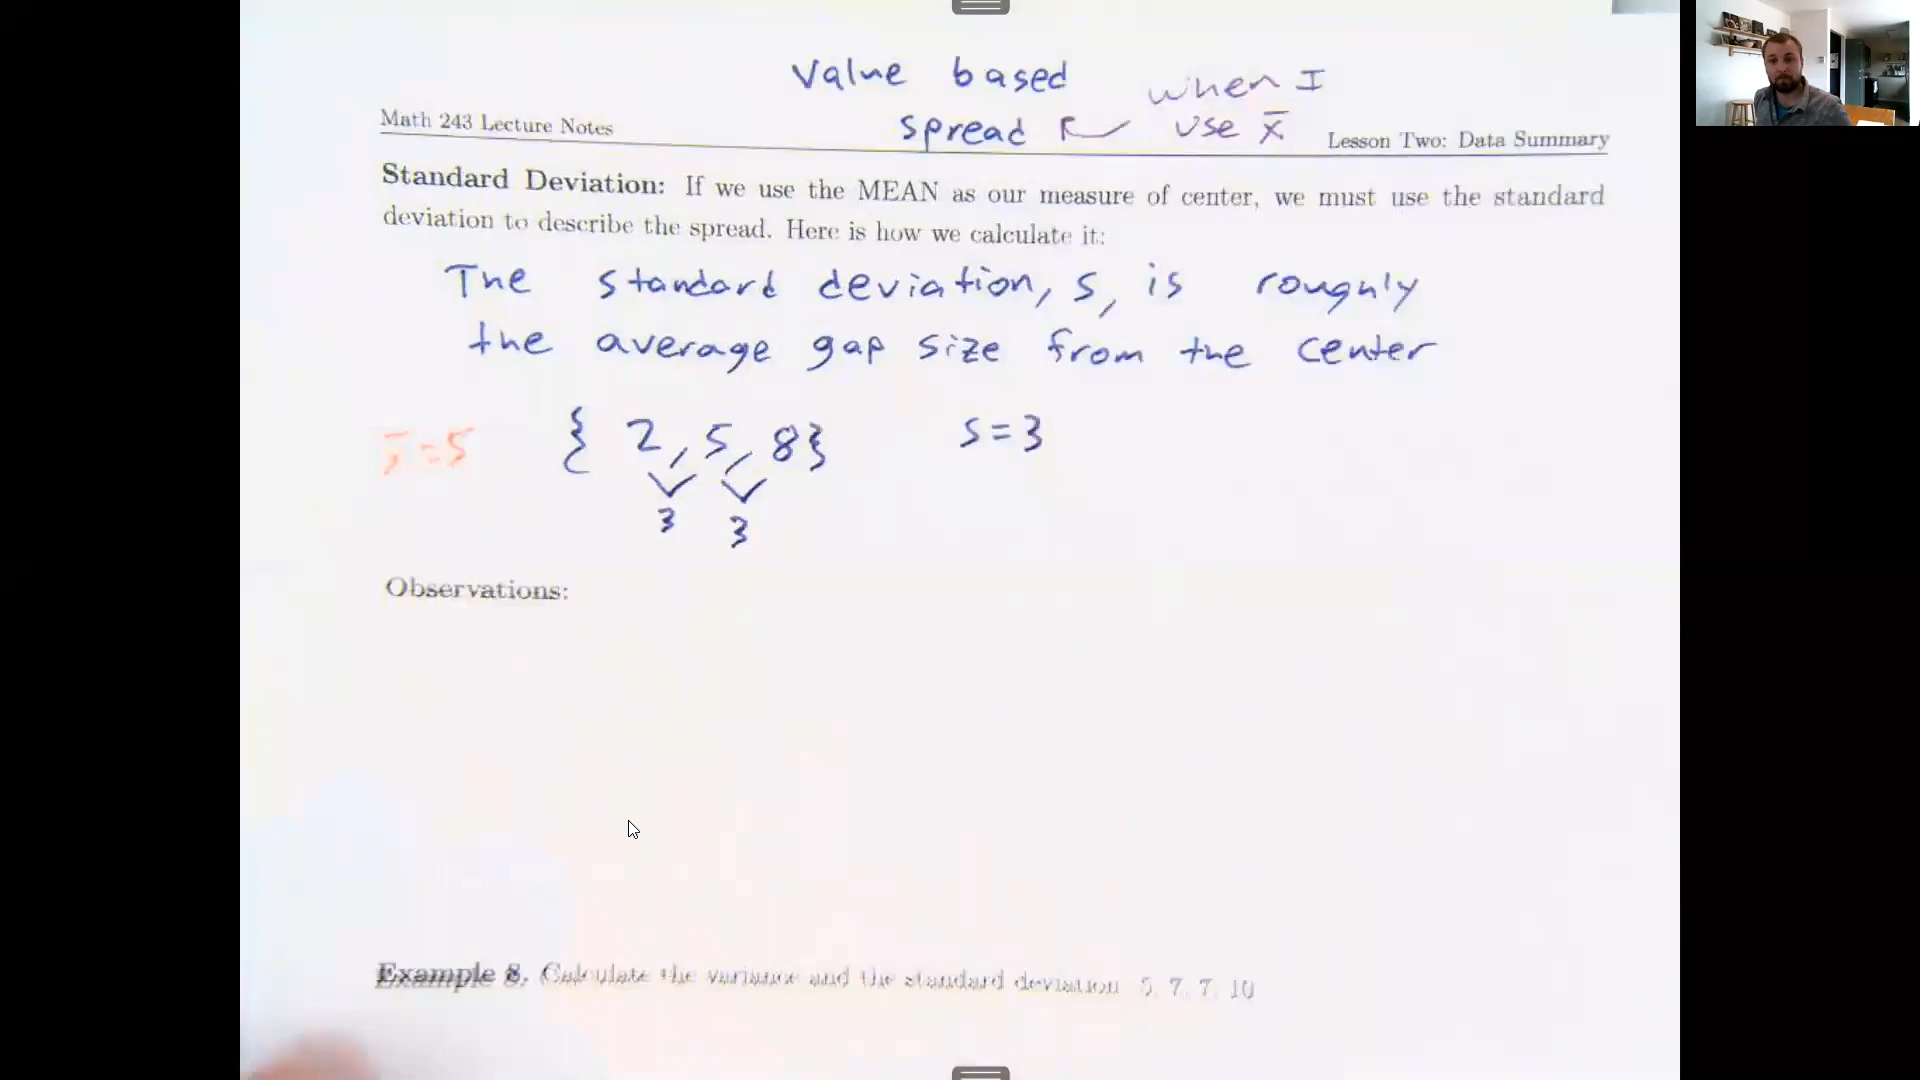 value based
when I
Math 243 Lecture Notes
spread
use x̄
Lesson Two: Data Summary
Standard Deviation: If we use the MEAN as our measure of center, we must use the standard
deviation to describe the spread. Here is how we calculate it:
The standard deviation, s, is roughly
the average gap size from the center
x̄ = 5
{ 2, 5, 8}
s = 3
3 3
Observations:
Example 8. Calculate the variance and the standard deviation 5, 7, 7, 10